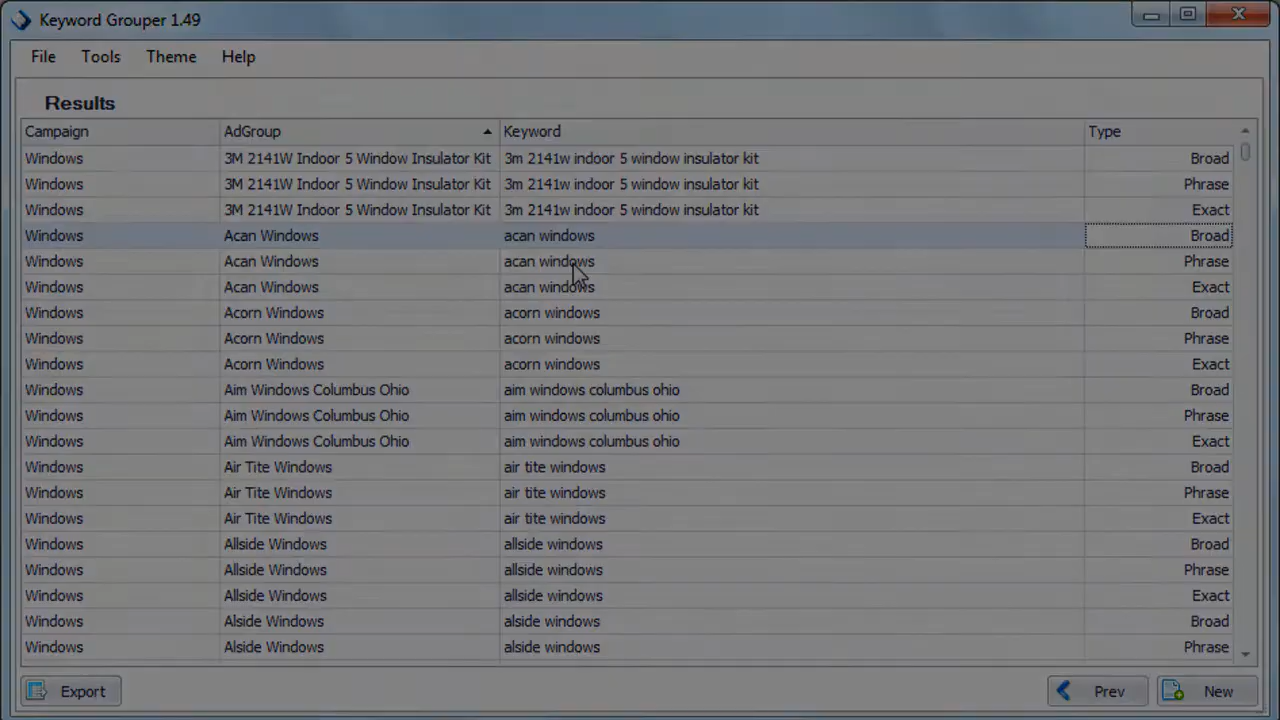 Keyword Grouper 1.49
File Tools Theme Help
Results
Campaign AdGroup Keyword Type
Windows 3M 2141W Indoor 5 Window Insulator Kit 3m 2141w indoor 5 window insulator kit Broad
Windows 3M 2141W Indoor 5 Window Insulator Kit 3m 2141w indoor 5 window insulator kit Phrase
Windows 3M 2141W Indoor 5 Window Insulator Kit 3m 2141w indoor 5 window insulator kit Exact
Windows Acan Windows acan windows Broad
Windows Acan Windows acan windows Phrase
Windows Acan Windows acan windows Exact
Windows Acorn Windows acorn windows Broad
Windows Acorn Windows acorn windows Phrase
Windows Acorn Windows acorn windows Exact
Windows Aim Windows Columbus Ohio aim windows columbus ohio Broad
Windows Aim Windows Columbus Ohio aim windows columbus ohio Phrase
Windows Aim Windows Columbus Ohio aim windows columbus ohio Exact
Windows Air Tite Windows air tite windows Broad
Windows Air Tite Windows air tite windows Phrase
Windows Air Tite Windows air tite windows Exact
Windows Allside Windows allside windows Broad
Windows Allside Windows allside windows Phrase
Windows Allside Windows allside windows Exact
Windows Alside Windows alside windows Broad
Windows Alside Windows alside windows Phrase
Export Prev New